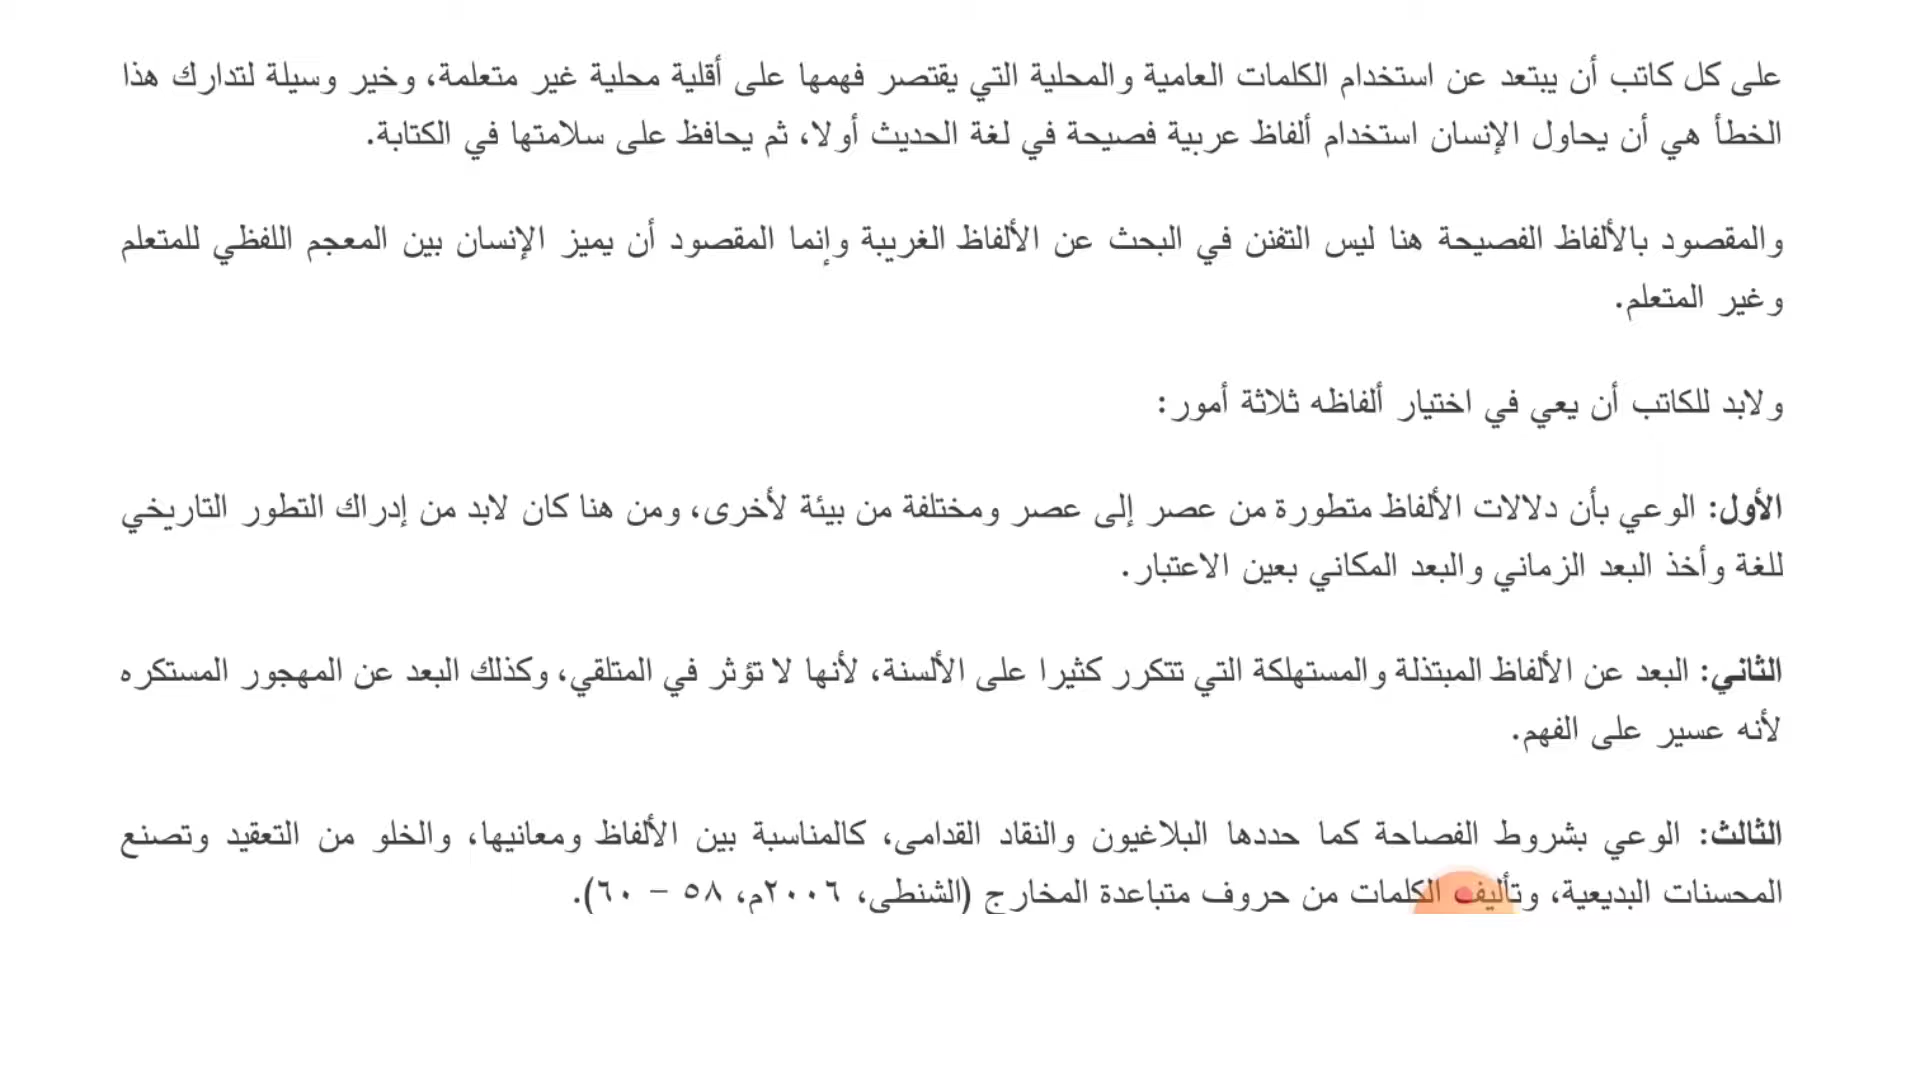 على كل كاتب أن يبتعد عن استخدام الكلمات العامية والمحلية التي يقتصر فهمها على أقلية محلية غير متعلمة، وخير وسيلة لتدارك هذا
الخطأ هي أن يحاول الإنسان استخدام ألفاظ عربية فصيحة في لغة الحديث أولا، ثم يحافظ على سلامتها في الكتابة.
والمقصود بالألفاظ الفصيحة هنا ليس التفنن في البحث عن الألفاظ الغريبة وإنما المقصود أن يميز الإنسان بين المعجم اللفظي للمتعلم
وغير المتعلم.
ولابد للكاتب أن يعي في اختيار ألفاظه ثلاثة أمور:
الأول: الوعي بأن دلالات الألفاظ متطورة من عصر إلى عصر ومختلفة من بيئة لأخرى، ومن هنا كان لابد من إدراك التطور التاريخي
للغة وأخذ البعد الزماني والبعد المكاني بعين الاعتبار.
الثاني: البعد عن الألفاظ المبتذلة والمستهلكة التي تتكرر كثيرا على الألسنة، لأنها لا تؤثر في المتلقي، وكذلك البعد عن المهجور المستكره
لأنه عسير على الفهم.
الثالث: الوعي بشروط الفصاحة كما حددها البلاغيون والنقاد القدامى، كالمناسبة بين الألفاظ ومعانيها، والخلو من التعقيد وتصنع
المحسنات البديعية، وتأليف الكلمات من حروف متباعدة المخارج (الشنطي، ٢٠٠٦م، ٥٨ – ٦٠).